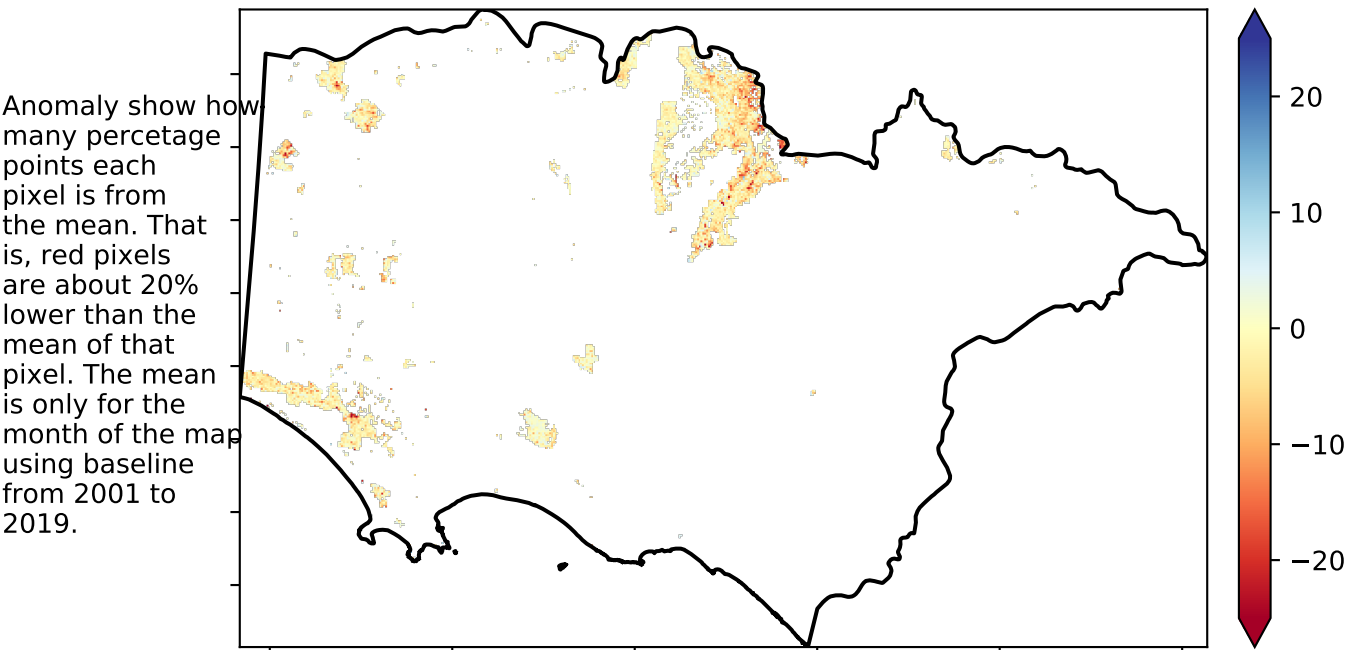 Anomaly show how
many percetage
points each
pixel is from
the mean. That
is, red pixels
are about 20%
lower than the
mean of that
pixel. The mean
is only for the
month of the map
using baseline
from 2001 to
2019.
20
10
0
−10
−20